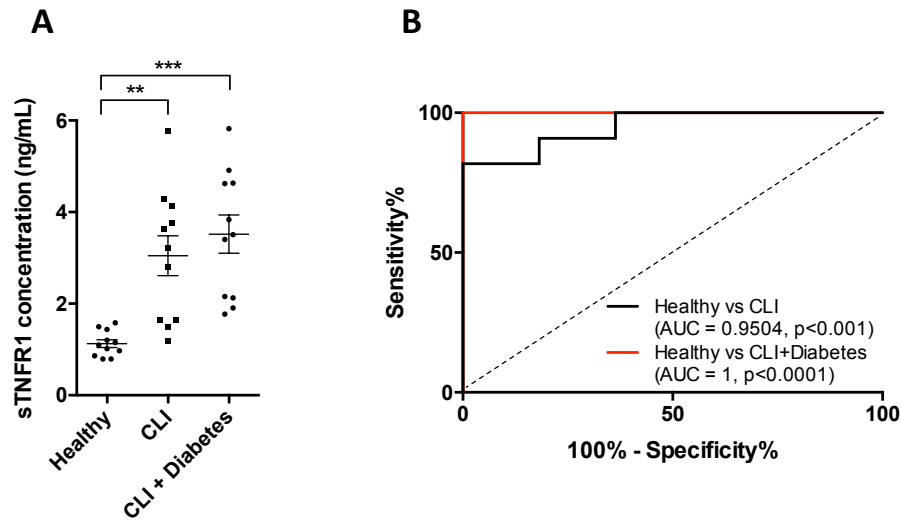 A
***
**
sTNFR1 concentration (ng/mL)
6
4
2
0
Healthy
CLI
CLI + Diabetes
B
Sensitivity%
100
50
0
0
50
100
100% - Specificity%
Healthy vs CLI
(AUC = 0.9504, p<0.001)
Healthy vs CLI+Diabetes
(AUC = 1, p<0.0001)